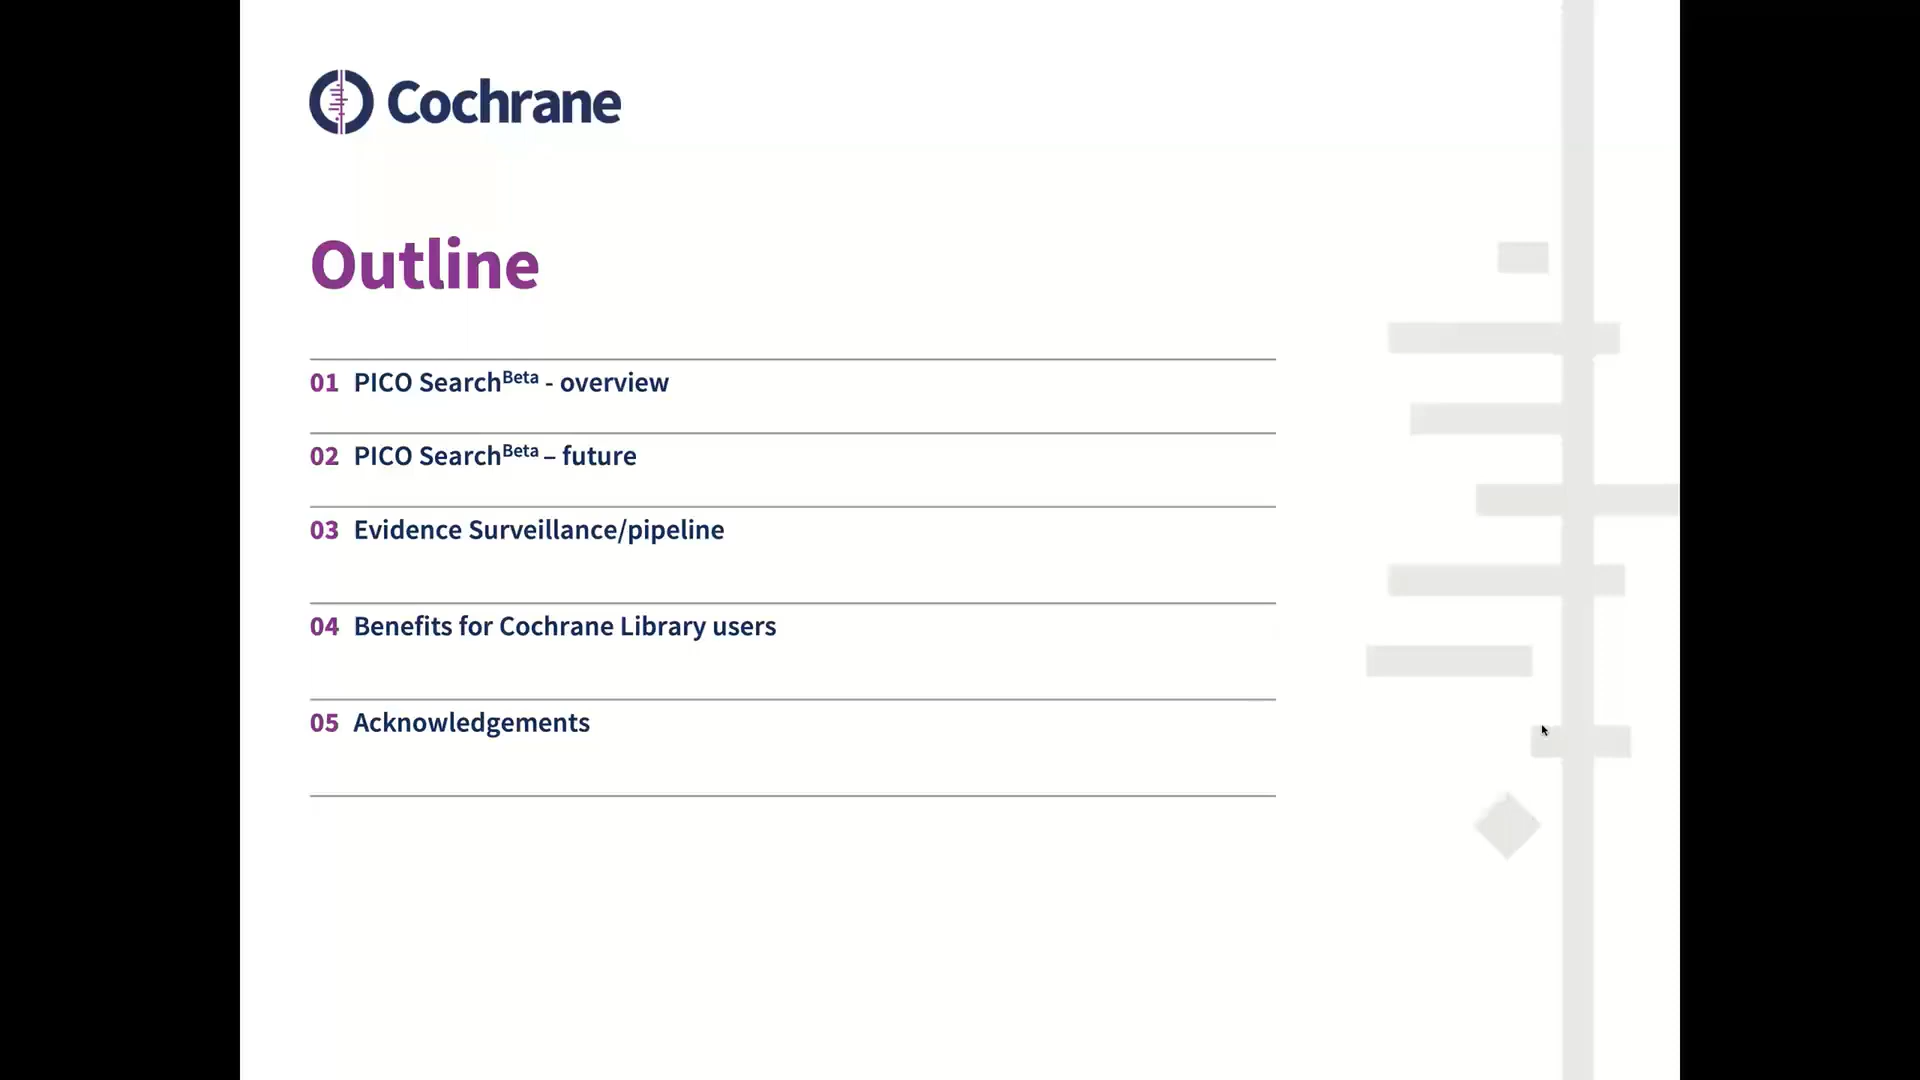 Cochrane
Outline
01 PICO SearchBeta - overview
02 PICO SearchBeta – future
03 Evidence Surveillance/pipeline
04 Benefits for Cochrane Library users
05 Acknowledgements